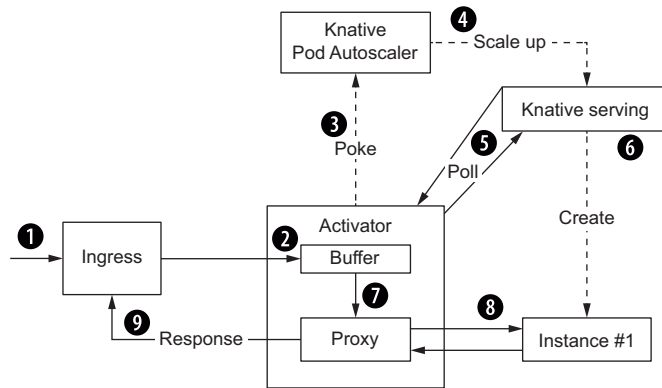 Knative
Pod Autoscaler
4
Scale up
Knative serving
3
Poke
5
Poll
6
Activator
Create
1
Ingress
2
Buffer
7
9
Response
Proxy
8
Instance #1